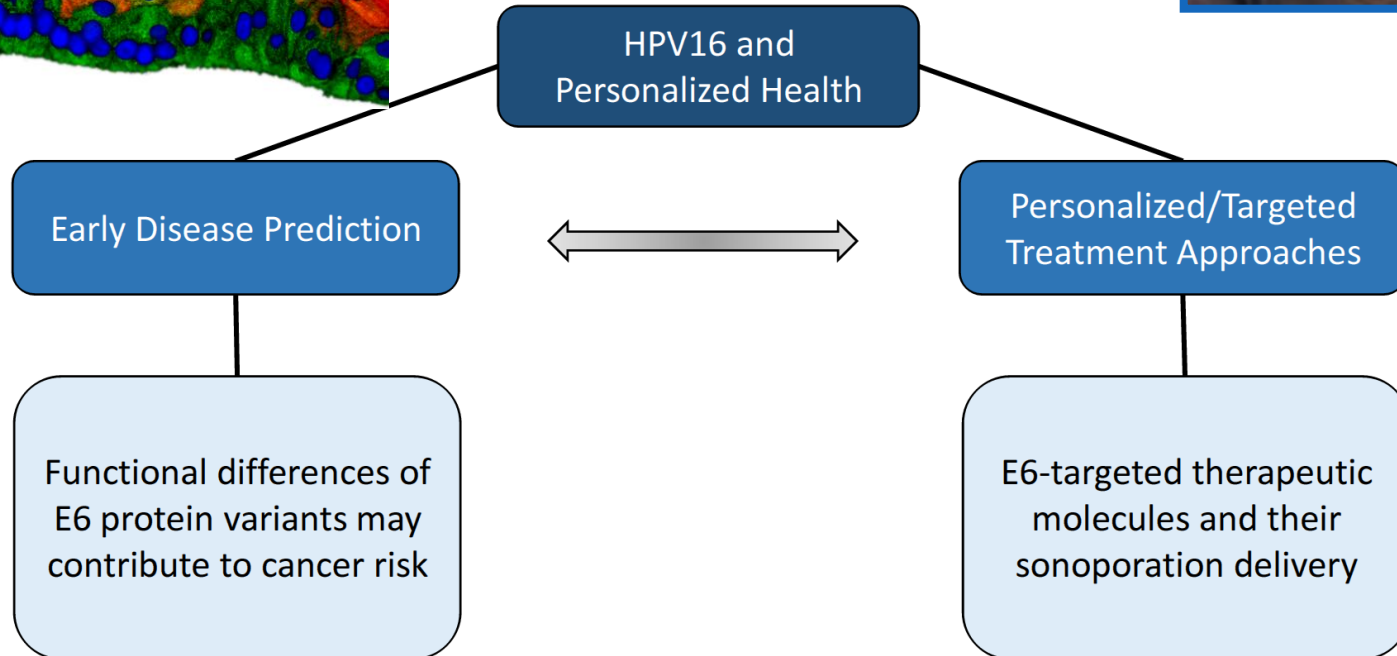 HPV16 and
Personalized Health
Early Disease Prediction
Personalized/Targeted
Treatment Approaches
Functional differences of
E6 protein variants may
contribute to cancer risk
E6-targeted therapeutic
molecules and their
sonoporation delivery